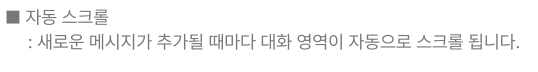 ■ 자동 스크롤
: 새로운 메시지가 추가될 때마다 대화 영역이 자동으로 스크롤 됩니다.